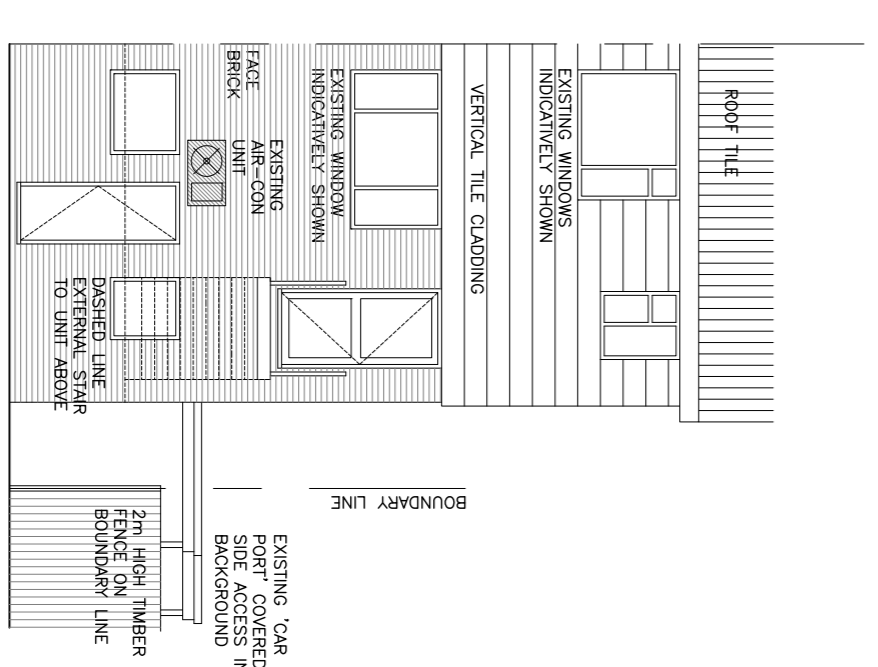 ROOF TILE
EXISTING WINDOWS
INDICATIVELY SHOWN
VERTICAL TILE CLADDING
EXISTING WINDOW
INDICATIVELY SHOWN
FACE
BRICK
EXISTING
AIR-CON
UNIT
DASHED LINE
EXTERNAL STAIR
TO UNIT ABOVE
BOUNDARY LINE
EXISTING 'CAR
PORT' COVERED
SIDE ACCESS IN
BACKGROUND
2m HIGH TIMBER
FENCE ON
BOUNDARY LINE